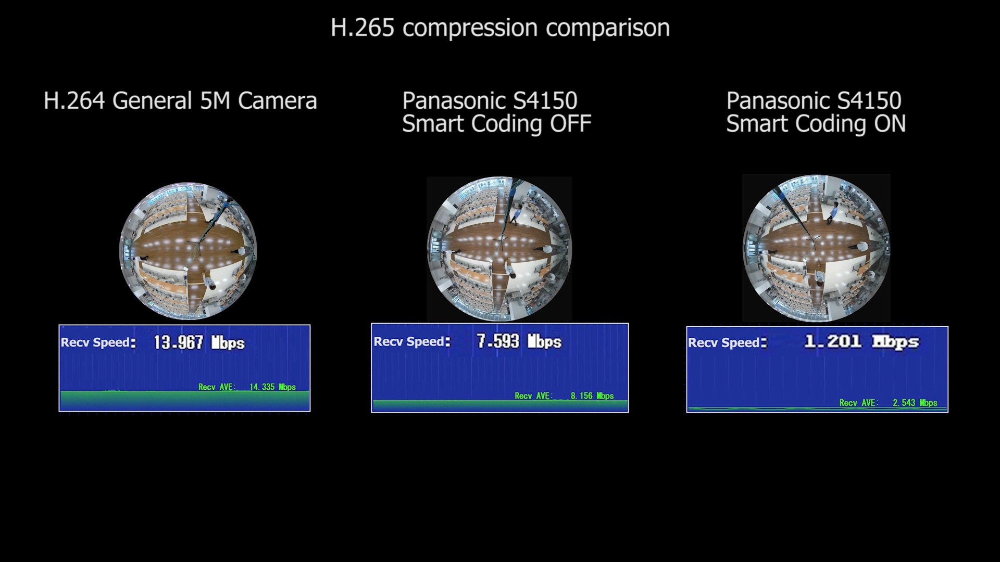 H.265 compression comparison
H.264 General 5M Camera
Panasonic S4150
Smart Coding OFF
Panasonic S4150
Smart Coding ON
Recv Speed: 13.967 Mbps
Recv AVE: 14.335 Mbps
Recv Speed: 7.593 Mbps
Recv AVE: 8.156 Mbps
Recv Speed: 1.201 Mbps
Recv AVE: 2.543 Mbps